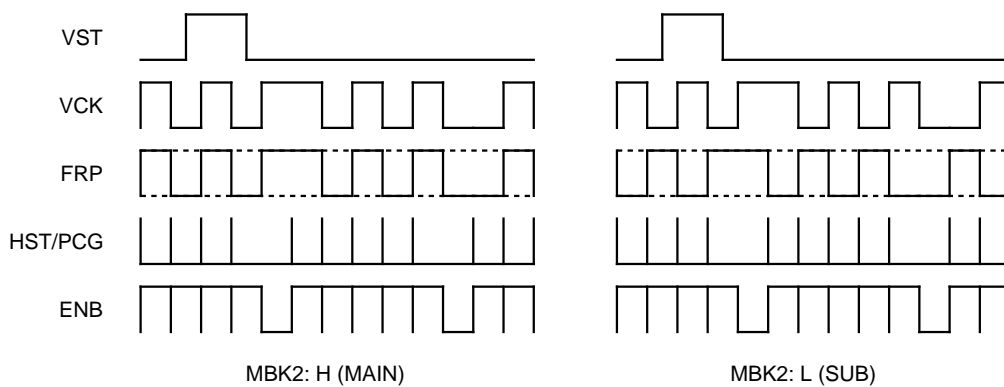 VST
VCK
FRP
HST/PCG
ENB
MBK2: H (MAIN)
MBK2: L (SUB)